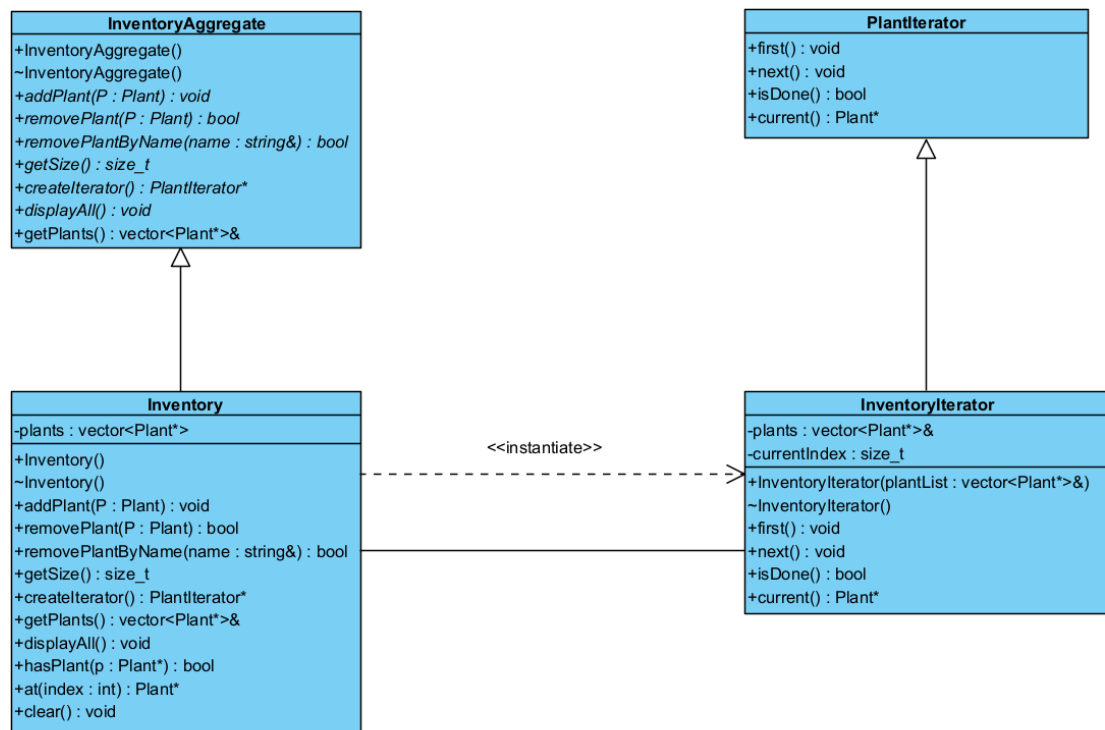 InventoryAggregate
+InventoryAggregate()
~InventoryAggregate()
+addPlant(P : Plant) : void
+removePlant(P : Plant) : bool
+removePlantByName(name : string&) : bool
+getSize() : size_t
+createIterator() : PlantIterator*
+displayAll() : void
+getPlants() : vector<Plant*>&
PlantIterator
+first() : void
+next() : void
+isDone() : bool
+current() : Plant*
Inventory
-plants : vector<Plant*>
+Inventory()
~Inventory()
+addPlant(P : Plant) : void
+removePlant(P : Plant) : bool
+removePlantByName(name : string&) : bool
+getSize() : size_t
+createIterator() : PlantIterator*
+getPlants() : vector<Plant*>&
+displayAll() : void
+hasPlant(p : Plant*) : bool
+at(index : int) : Plant*
+clear() : void
<<instantiate>>
InventoryIterator
-plants : vector<Plant*>&
-currentIndex : size_t
+InventoryIterator(plantList : vector<Plant*>&)
~InventoryIterator()
+first() : void
+next() : void
+isDone() : bool
+current() : Plant*